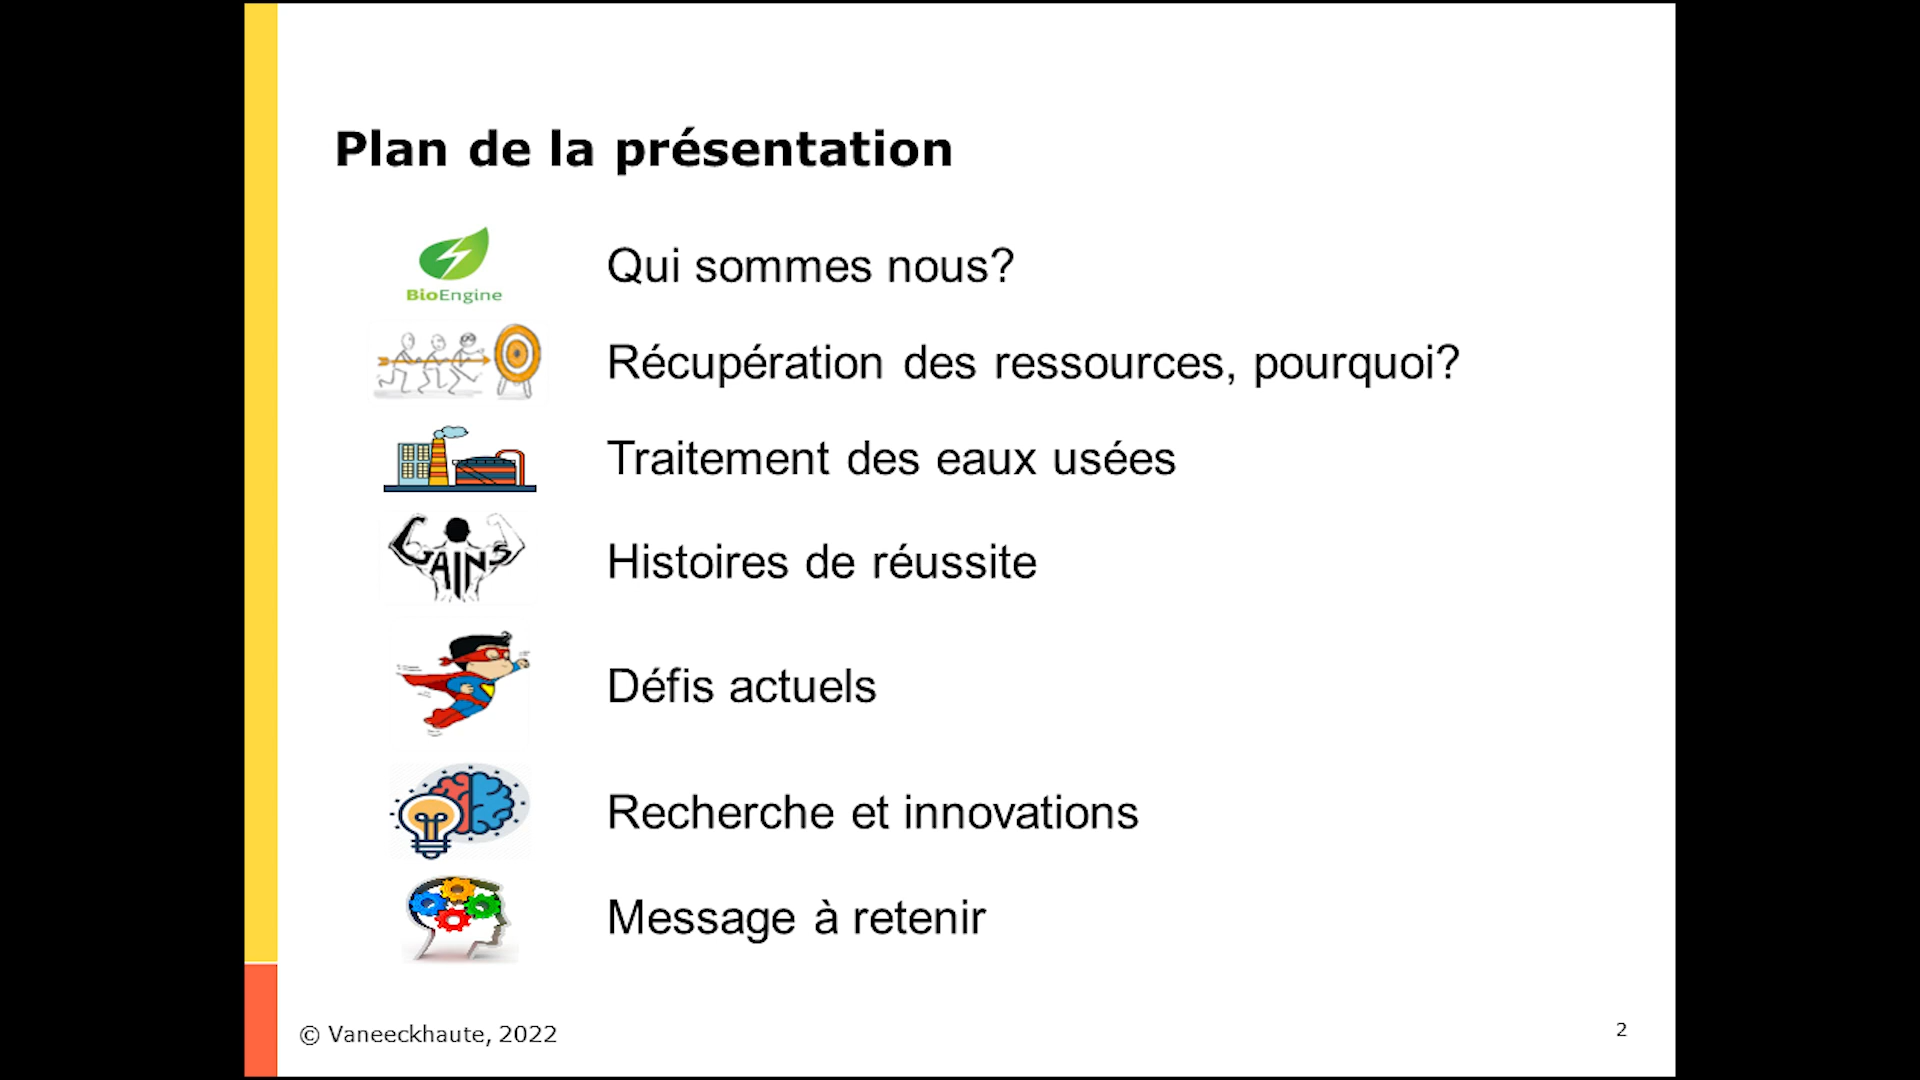 Plan de la présentation
BioEngine
Qui sommes nous?
Récupération des ressources, pourquoi?
Traitement des eaux usées
GAINS
Histoires de réussite
Défis actuels
Recherche et innovations
Message à retenir
© Vaneeckhaute, 2022
2